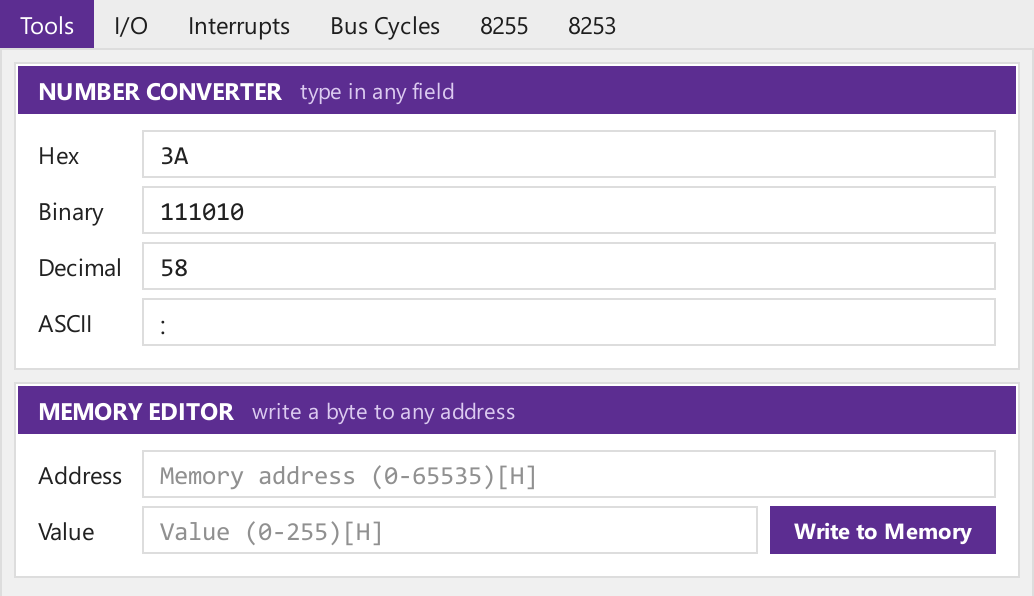 Tools I/O Interrupts Bus Cycles 8255 8253
NUMBER CONVERTER type in any field
Hex 3A
Binary 111010
Decimal 58
ASCII :
MEMORY EDITOR write a byte to any address
Address Memory address (0-65535)[H]
Value Value (0-255)[H] Write to Memory